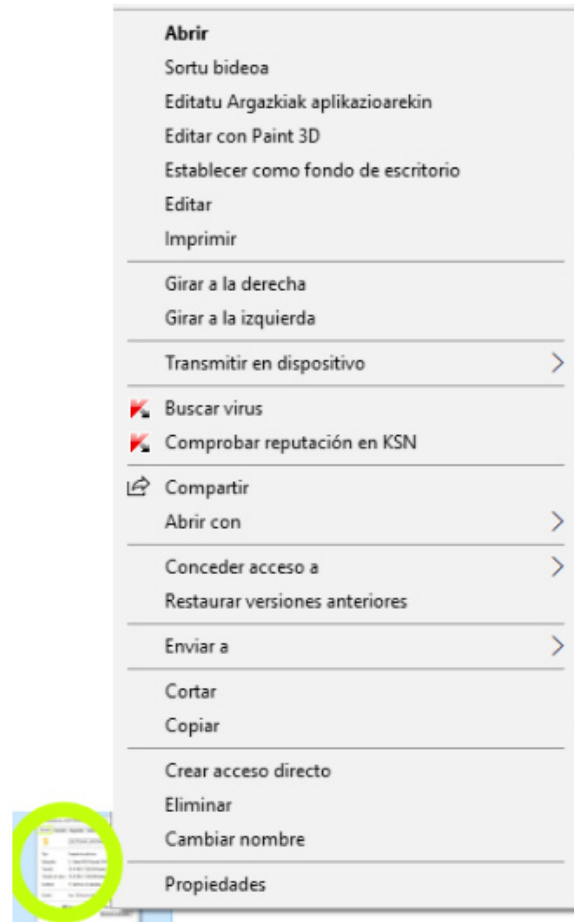 Abrir
Sortu bideoa
Editatu Argazkiak aplikazioarekin
Editar con Paint 3D
Establecer como fondo de escritorio
Editar
Imprimir
Girar a la derecha
Girar a la izquierda
Transmitir en dispositivo
Buscar virus
Comprobar reputación en KSN
Compartir
Abrir con
Conceder acceso a
Restaurar versiones anteriores
Enviar a
Cortar
Copiar
Crear acceso directo
Eliminar
Cambiar nombre
Propiedades